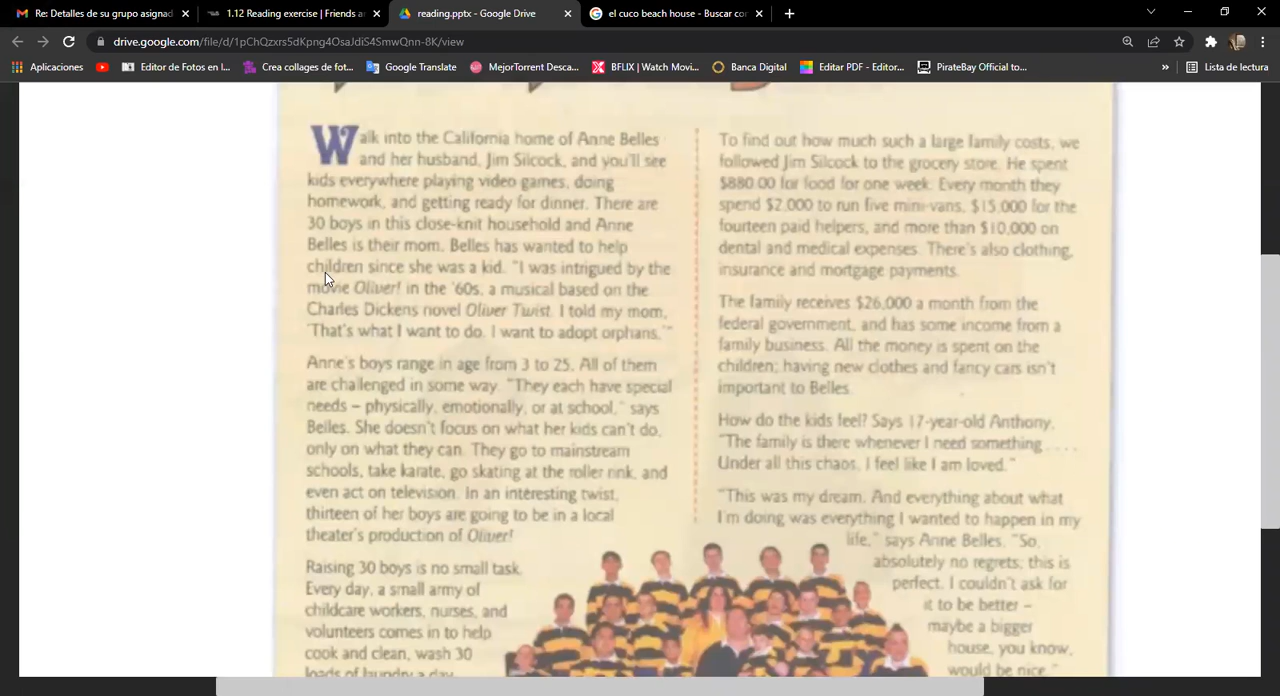 Re: Detalles de su grupo asignad
1.12 Reading exercise | Friends a
reading.pptx - Google Drive
el cuco beach house - Buscar cor
drive.google.com/file/d/1pChQzxrs5dKpng4OsaJdiS4SmwQnn-8K/view
Aplicaciones
Editor de Fotos en l...
Crea collages de fot...
Google Translate
MejorTorrent Desca...
BFLIX | Watch Movi...
Banca Digital
Editar PDF - Editor...
PirateBay Official to...
Lista de lectura
Walk into the California home of Anne Belles
and her husband, Jim Silcock, and you'll see
kids everywhere playing video games, doing
homework, and getting ready for dinner. There are
30 boys in this close-knit household and Anne
Belles is their mom. Belles has wanted to help
children since she was a kid. "I was intrigued by the
movie Oliver! in the '60s, a musical based on the
Charles Dickens novel Oliver Twist. I told my mom,
'That's what I want to do. I want to adopt orphans.'"
Anne's boys range in age from 3 to 25. All of them
are challenged in some way. "They each have special
needs – physically, emotionally, or at school," says
Belles. She doesn't focus on what her kids can't do,
only on what they can. They go to mainstream
schools, take karate, go skating at the roller rink, and
even act on television. In an interesting twist,
thirteen of her boys are going to be in a local
theater's production of Oliver!
Raising 30 boys is no small task.
Every day, a small army of
childcare workers, nurses, and
volunteers comes in to help
cook and clean, wash 30
loads of laundry a day
To find out how much such a large family costs, we
followed Jim Silcock to the grocery store. He spent
$880.00 for food for one week. Every month they
spend $2,000 to run five mini-vans, $15,000 for the
fourteen paid helpers, and more than $10,000 on
dental and medical expenses. There's also clothing,
insurance and mortgage payments.
The family receives $26,000 a month from the
federal government, and has some income from a
family business. All the money is spent on the
children; having new clothes and fancy cars isn't
important to Belles.
How do the kids feel? Says 17-year-old Anthony,
"The family is there whenever I need something . . . .
Under all this chaos, I feel like I am loved."
"This was my dream. And everything about what
I'm doing was everything I wanted to happen in my
life," says Anne Belles. "So,
absolutely no regrets; this is
perfect. I couldn't ask for
it to be better –
maybe a bigger
house, you know,
would be nice."